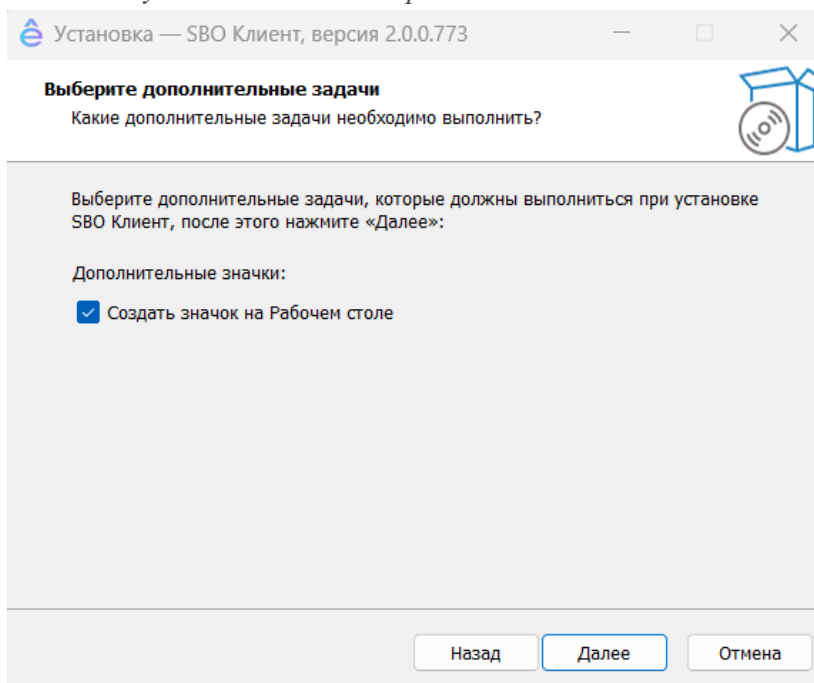 Установка — SBO Клиент, версия 2.0.0.773
Выберите дополнительные задачи
Какие дополнительные задачи необходимо выполнить?
Выберите дополнительные задачи, которые должны выполниться при установке
SBO Клиент, после этого нажмите «Далее»:
Дополнительные значки:
Создать значок на Рабочем столе
Назад Далее Отмена